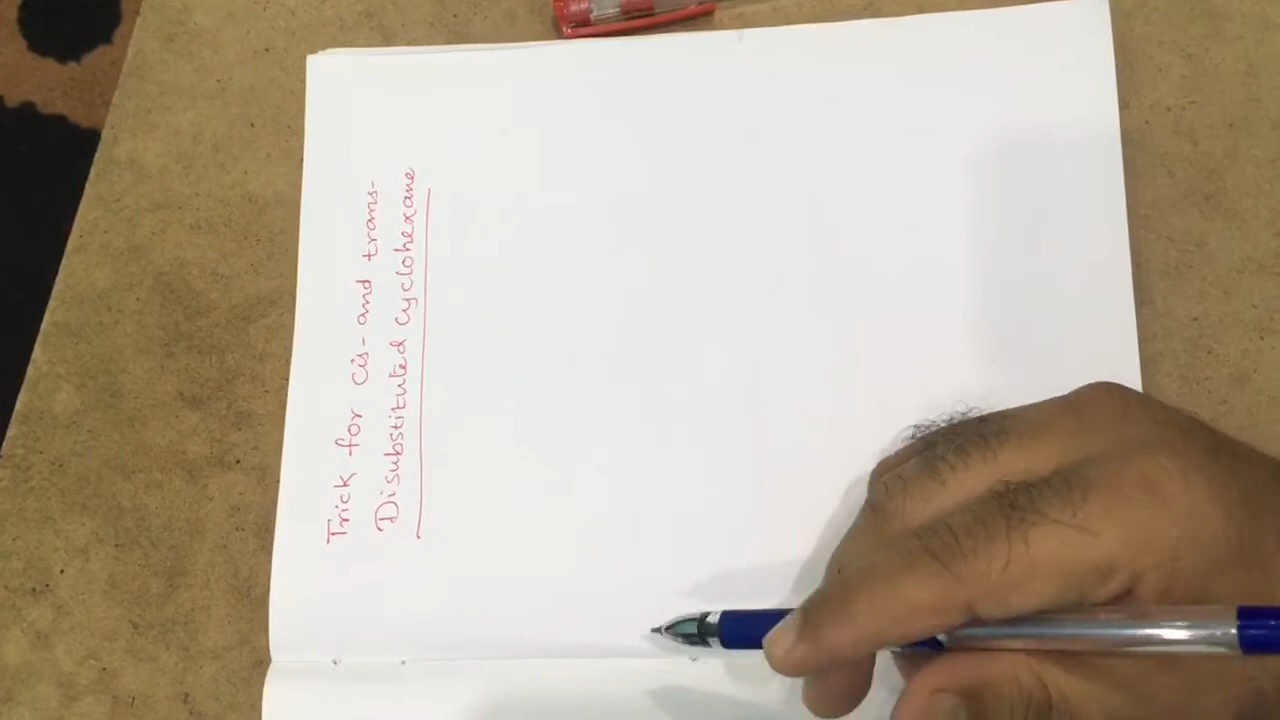 Trick for cis- and trans-
Disubstituted cyclohexane